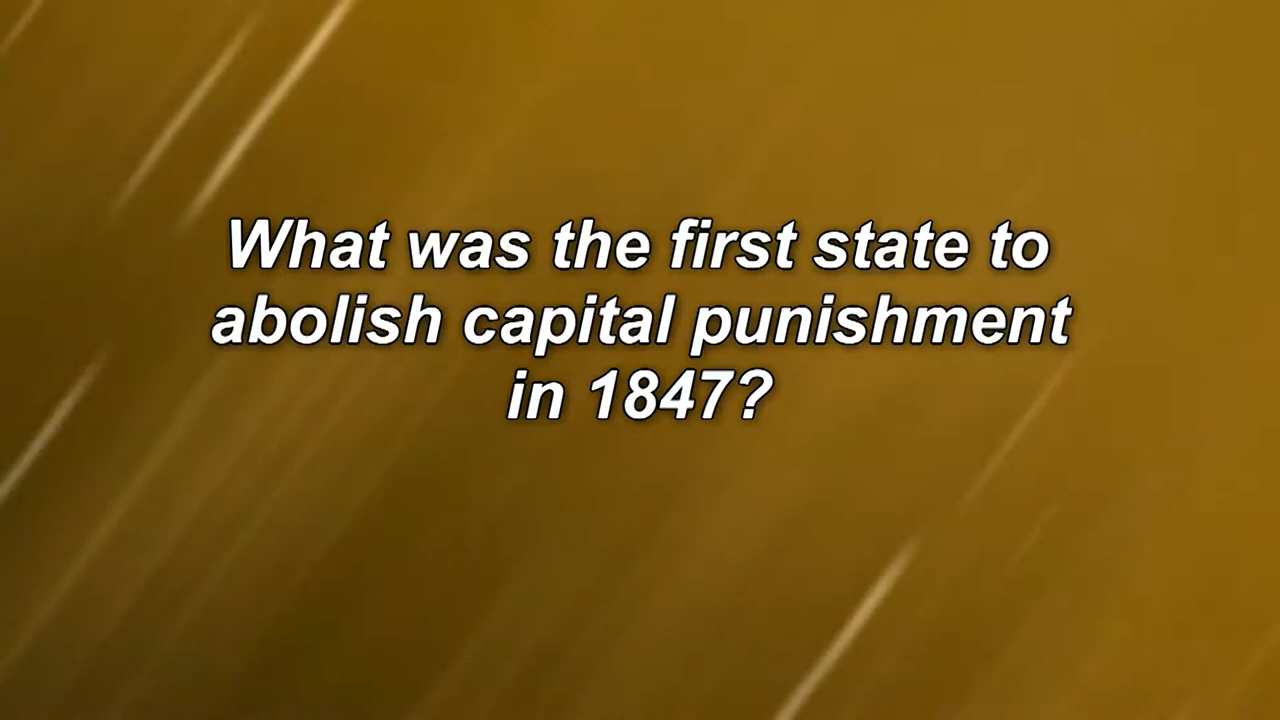 What was the first state to
abolish capital punishment
in 1847?